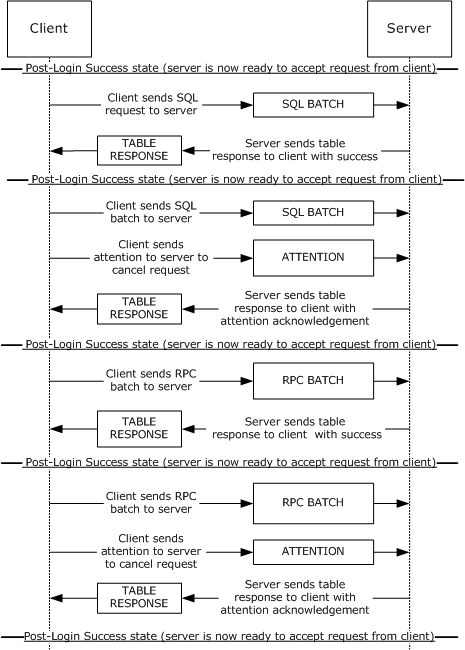 Client
Server
Post-Login Success state (server is now ready to accept request from client)
Client sends SQL
request to server
SQL BATCH
TABLE
RESPONSE
Server sends table
response to client with success
Post-Login Success state (server is now ready to accept request from client)
Client sends SQL
batch to server
SQL BATCH
Client sends
attention to server to
cancel request
ATTENTION
TABLE
RESPONSE
Server sends table
response to client with
attention acknowledgement
Post-Login Success state (server is now ready to accept request from client)
Client sends RPC
batch to server
RPC BATCH
TABLE
RESPONSE
Server sends table
response to client with success
Post-Login Success state (server is now ready to accept request from client)
Client sends RPC
batch to server
RPC BATCH
Client sends
attention to server
to cancel request
ATTENTION
TABLE
RESPONSE
Server sends table
response to client with
attention acknowledgement
Post-Login Success state (server is now ready to accept request from client)